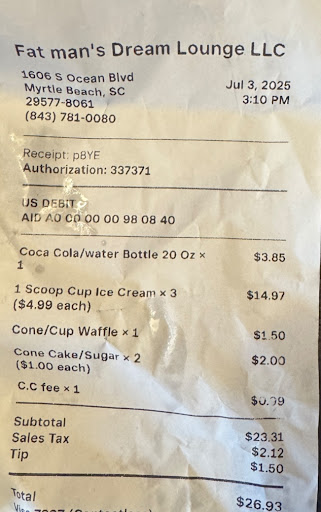 Fat man's Dream Lounge LLC
1606 S Ocean Blvd
Myrtle Beach, SC
29577-8061
(843) 781-0080
Jul 3, 2025
3:10 PM
Receipt: p8YE
Authorization: 337371
US DEBIT
AID A0 00 00 00 98 08 40
Coca Cola/water Bottle 20 Oz × 1 $3.85
1 Scoop Cup Ice Cream × 3 $14.97
($4.99 each)
Cone/Cup Waffle × 1 $1.50
Cone Cake/Sugar × 2 $2.00
($1.00 each)
C.C fee × 1 $0.99
Subtotal $23.31
Sales Tax $2.12
Tip $1.50
Total $26.93